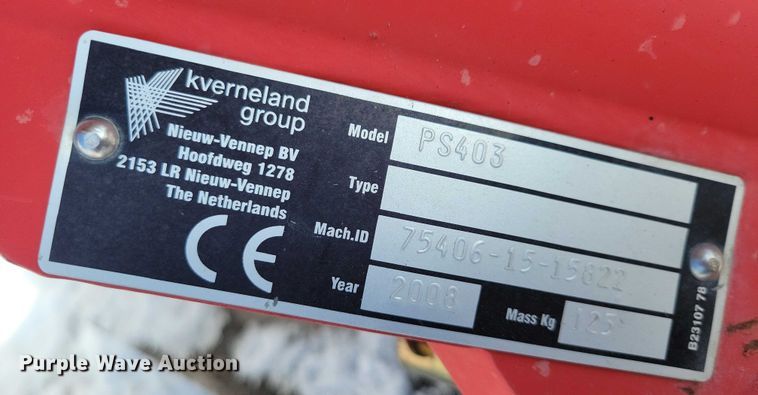 kverneland
group
Nieuw-Vennep BV
Hoofdweg 1278
2153 LR Nieuw-Vennep
The Netherlands
CE
Model PS403
Type
Mach.ID 75406-15-15822
Year 2008
Mass Kg 125
B23107 78
Purple Wave Auction